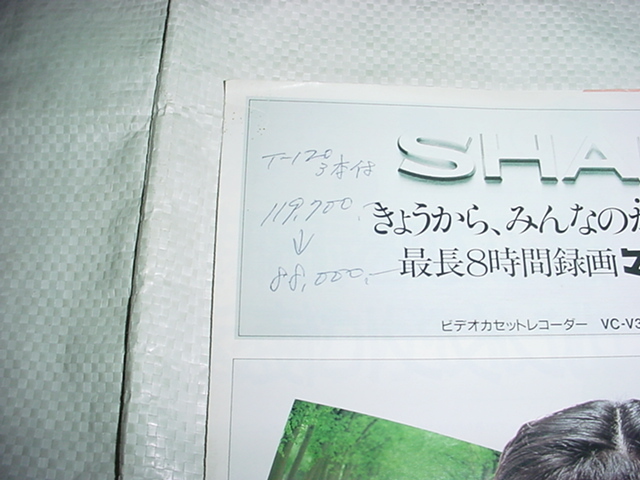 T-120
3本付
119,700.
↓
88,000.-
SHA
きょうから、みんなの
最長8時間録画
ビデオカセットレコーダー VC-V3